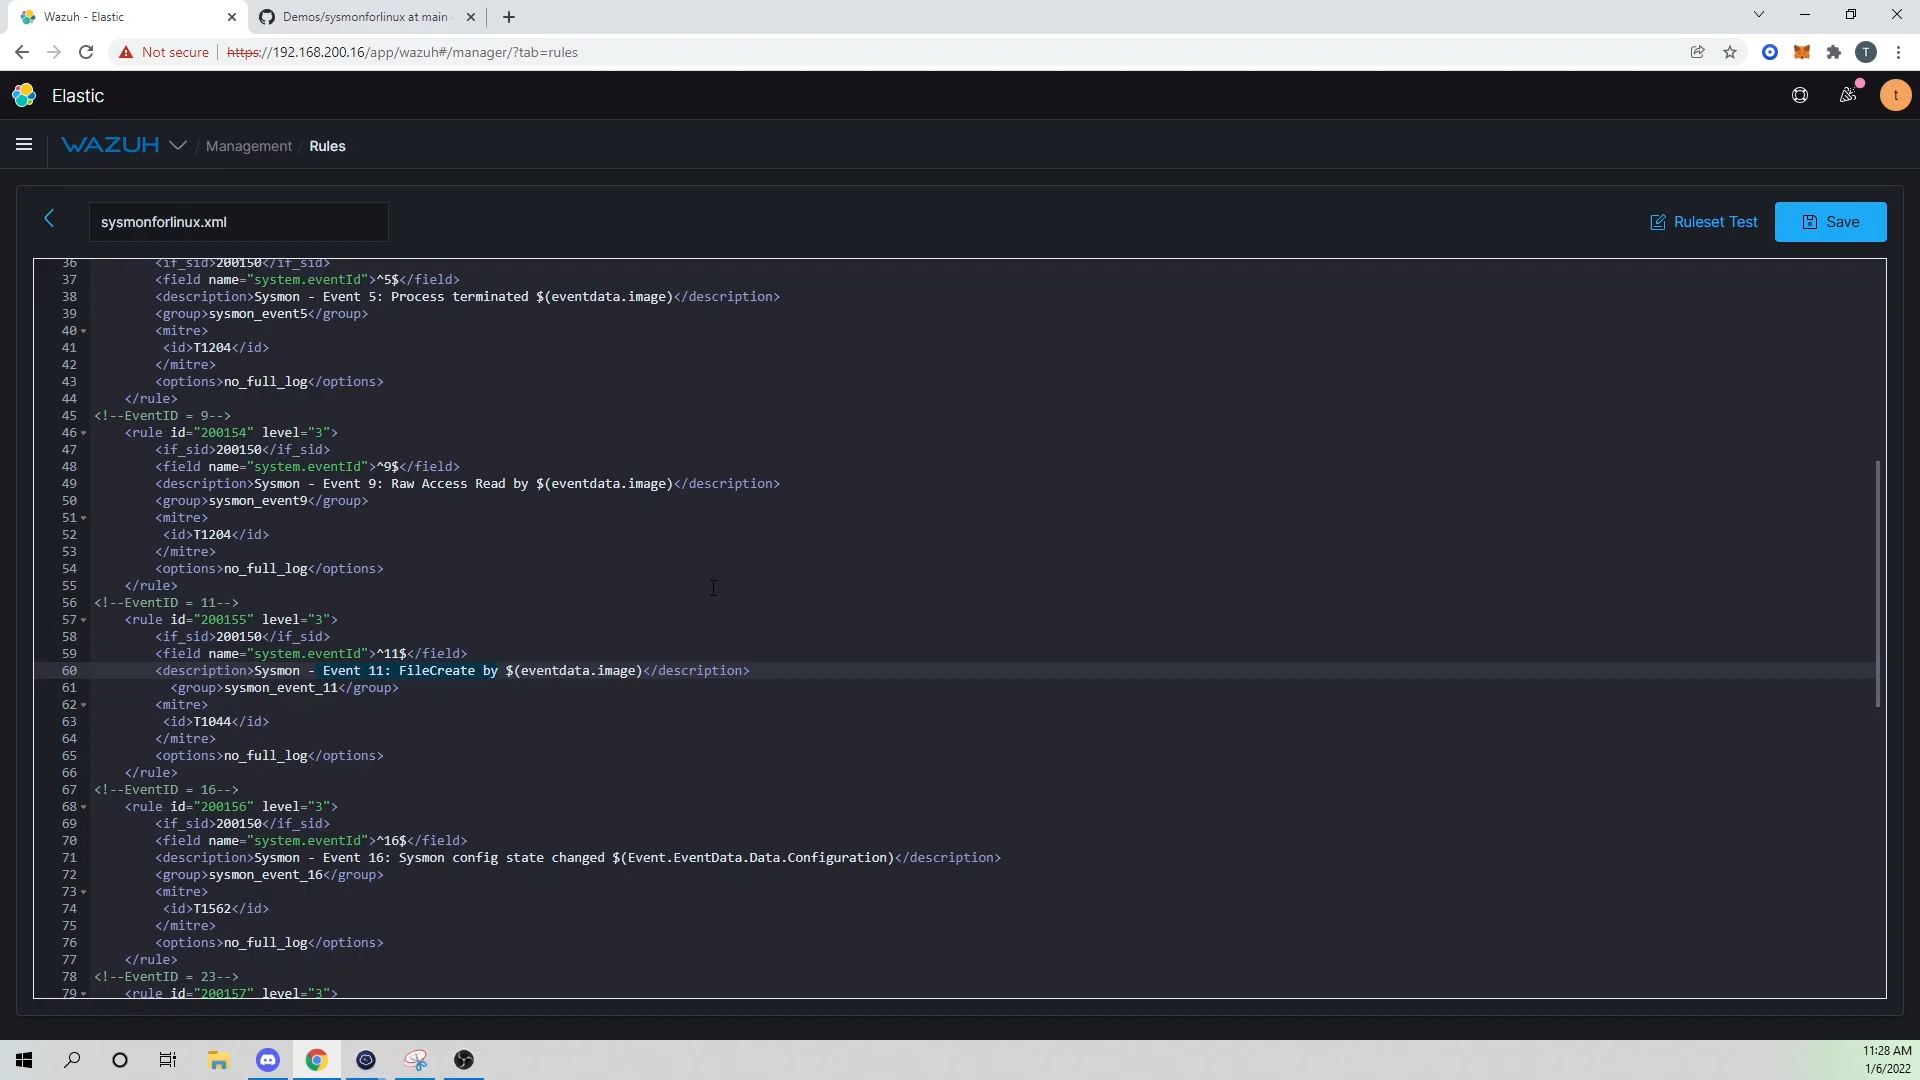 Wazuh - Elastic
Demos/sysmonforlinux at main
Not secure https://192.168.200.16/app/wazuh#/manager/?tab=rules
T
Elastic
t
WAZUH / Management / Rules
sysmonforlinux.xml
Ruleset Test
Save
36 <if_sid>200150</if_sid>
37 <field name="system.eventId">^5$</field>
38 <description>Sysmon - Event 5: Process terminated $(eventdata.image)</description>
39 <group>sysmon_event5</group>
40 <mitre>
41 <id>T1204</id>
42 </mitre>
43 <options>no_full_log</options>
44 </rule>
45 <!--EventID = 9-->
46 <rule id="200154" level="3">
47 <if_sid>200150</if_sid>
48 <field name="system.eventId">^9$</field>
49 <description>Sysmon - Event 9: Raw Access Read by $(eventdata.image)</description>
50 <group>sysmon_event9</group>
51 <mitre>
52 <id>T1204</id>
53 </mitre>
54 <options>no_full_log</options>
55 </rule>
56 <!--EventID = 11-->
57 <rule id="200155" level="3">
58 <if_sid>200150</if_sid>
59 <field name="system.eventId">^11$</field>
60 <description>Sysmon - Event 11: FileCreate by $(eventdata.image)</description>
61 <group>sysmon_event_11</group>
62 <mitre>
63 <id>T1044</id>
64 </mitre>
65 <options>no_full_log</options>
66 </rule>
67 <!--EventID = 16-->
68 <rule id="200156" level="3">
69 <if_sid>200150</if_sid>
70 <field name="system.eventId">^16$</field>
71 <description>Sysmon - Event 16: Sysmon config state changed $(Event.EventData.Data.Configuration)</description>
72 <group>sysmon_event_16</group>
73 <mitre>
74 <id>T1562</id>
75 </mitre>
76 <options>no_full_log</options>
77 </rule>
78 <!--EventID = 23-->
79 <rule id="200157" level="3">
11:28 AM
1/6/2022